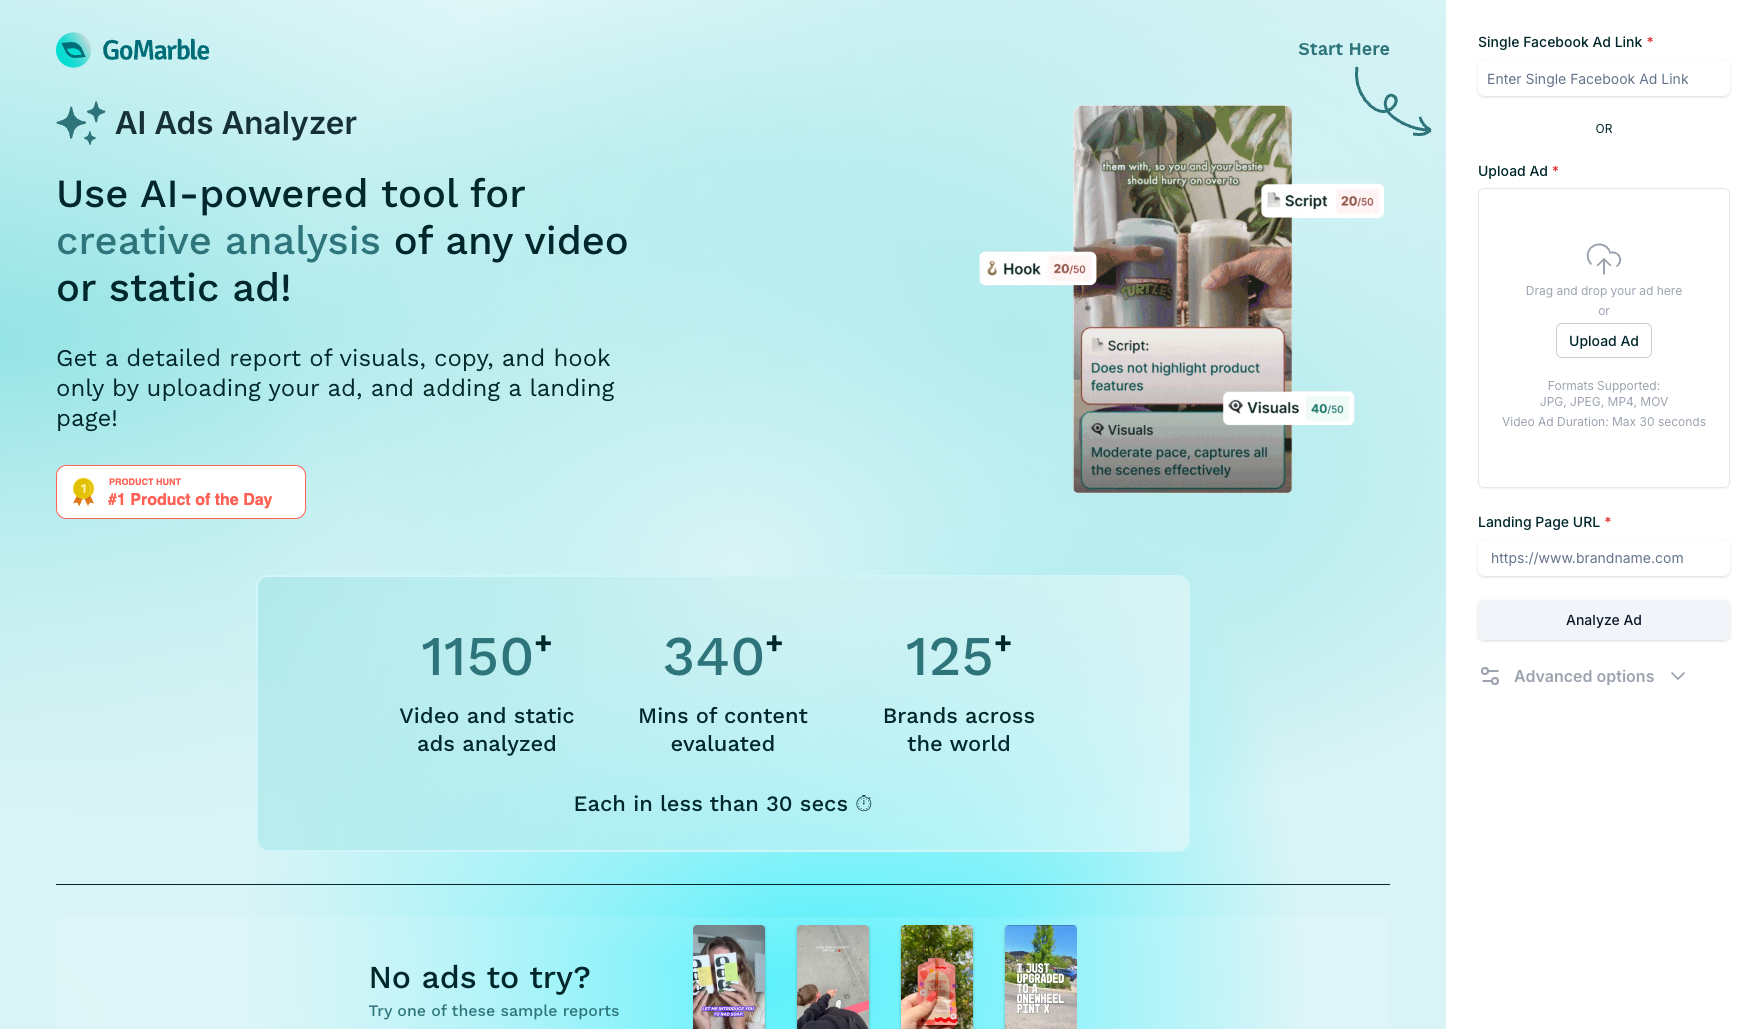 GoMarble
Start Here
AI Ads Analyzer
Use AI-powered tool for
creative analysis of any video
or static ad!
Get a detailed report of visuals, copy, and hook
only by uploading your ad, and adding a landing
page!
1
PRODUCT HUNT
#1 Product of the Day
them with, so you and your bestie
should hurry on over to
Script 20/50
Hook 20/50
TURTLES
Script:
Does not highlight product
features
Visuals 40/50
Visuals
Moderate pace, captures all
the scenes effectively
1150+
Video and static
ads analyzed
340+
Mins of content
evaluated
125+
Brands across
the world
Each in less than 30 secs
No ads to try?
Try one of these sample reports
LET ME INTRODUCE YOU
TO RAD SOAP
I JUST
UPGRADED
TO A
ONEWHEEL
PINT X
Single Facebook Ad Link *
Enter Single Facebook Ad Link
OR
Upload Ad *
Drag and drop your ad here
or
Upload Ad
Formats Supported:
JPG, JPEG, MP4, MOV
Video Ad Duration: Max 30 seconds
Landing Page URL *
https://www.brandname.com
Analyze Ad
Advanced options